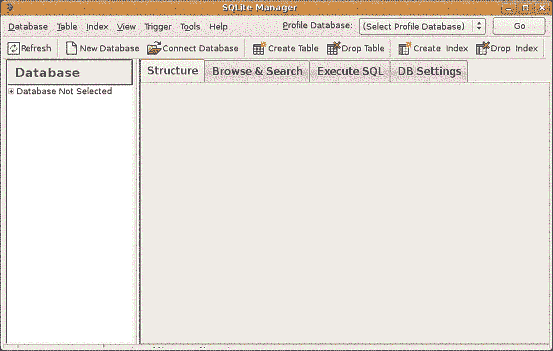 SQLite Manager
Database Table Index View Trigger Tools Help Profile Database: (Select Profile Database) Go
Refresh New Database Connect Database Create Table Drop Table Create Index Drop Index
Database Structure Browse & Search Execute SQL DB Settings
Database Not Selected